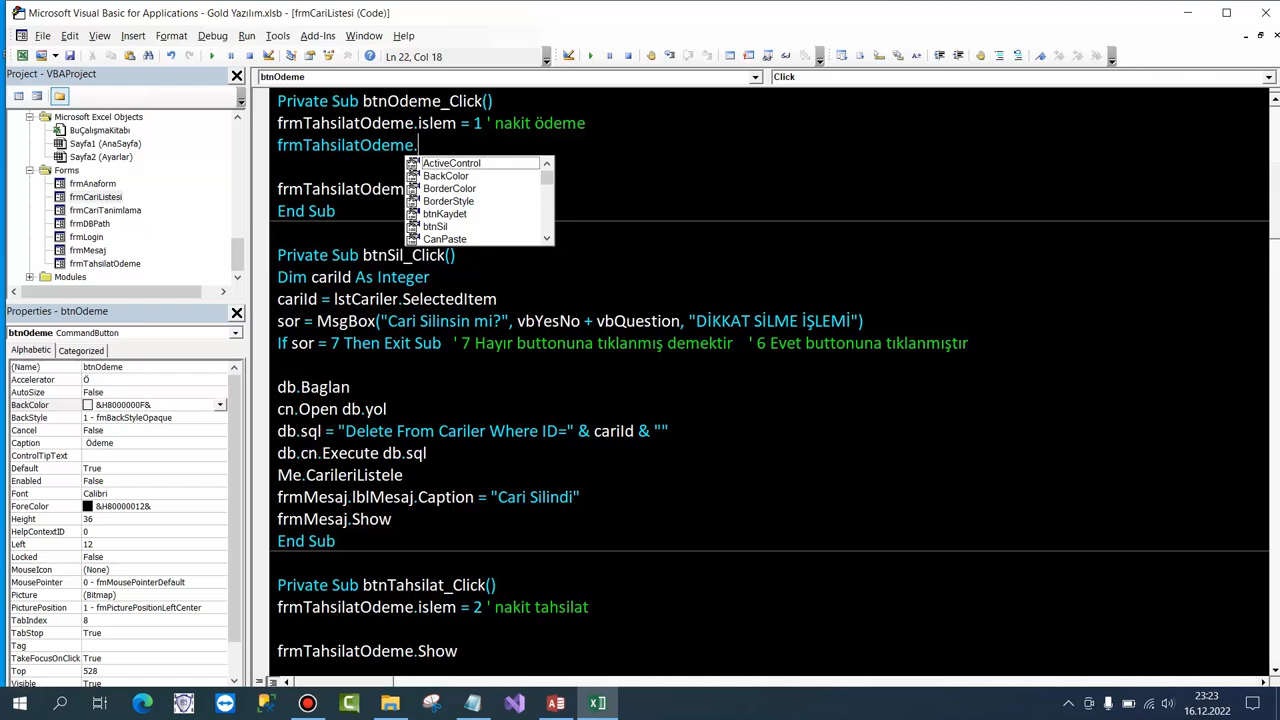 Microsoft Visual Basic for Applications - Gold Yazılım.xlsb - [frmCariListesi (Code)]
File Edit View Insert Format Debug Run Tools Add-Ins Window Help
Ln 22, Col 18
Project - VBAProject
Microsoft Excel Objects
BuÇalışmaKitabı
Sayfa1 (AnaSayfa)
Sayfa2 (Ayarlar)
Forms
frmAnaform
frmCariListesi
frmCariTanimlama
frmDBPath
frmLogin
frmMesaj
frmTahsilatOdeme
Modules
Properties - btnOdeme
btnOdeme CommandButton
Alphabetic Categorized
(Name) btnOdeme
Accelerator Ö
AutoSize False
BackColor &H8000000F&
BackStyle 1 - fmBackStyleOpaque
Cancel False
Caption Ödeme
ControlTipText
Default True
Enabled False
Font Calibri
ForeColor &H80000012&
Height 36
HelpContextID 0
Left 12
Locked False
MouseIcon (None)
MousePointer 0 - fmMousePointerDefault
Picture (Bitmap)
PicturePosition 1 - fmPicturePositionLeftCenter
TabIndex 8
TabStop True
Tag
TakeFocusOnClick True
Top 528
Visible True
btnOdeme Click
Private Sub btnOdeme_Click()
frmTahsilatOdeme.islem = 1 ' nakit ödeme
frmTahsilatOdeme.
ActiveControl
BackColor
BorderColor
BorderStyle
btnKaydet
btnSil
CanPaste
frmTahsilatOdem
End Sub
Private Sub btnSil_Click()
Dim cariId As Integer
cariId = lstCariler.SelectedItem
sor = MsgBox("Cari Silinsin mi?", vbYesNo + vbQuestion, "DİKKAT SİLME İŞLEMİ")
If sor = 7 Then Exit Sub ' 7 Hayır buttonuna tıklanmış demektir ' 6 Evet buttonuna tıklanmıştır
db.Baglan
cn.Open db.yol
db.sql = "Delete From Cariler Where ID=" & cariId & ""
db.cn.Execute db.sql
Me.CarileriListele
frmMesaj.lblMesaj.Caption = "Cari Silindi"
frmMesaj.Show
End Sub
Private Sub btnTahsilat_Click()
frmTahsilatOdeme.islem = 2 ' nakit tahsilat
frmTahsilatOdeme.Show
23:23
16.12.2022